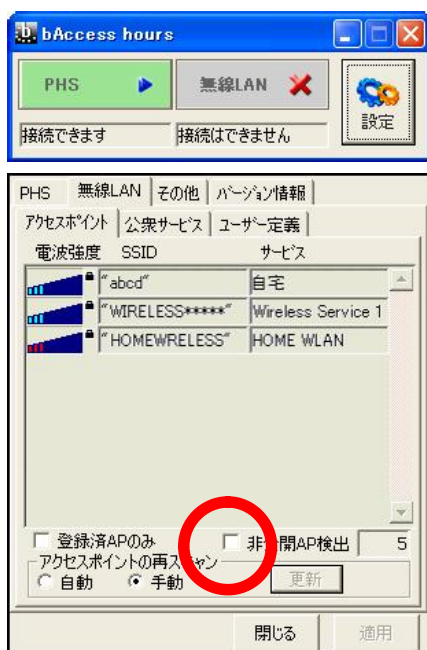 bAccess hours
PHS 無線LAN
設定
接続できます 接続はできません
PHS 無線LAN その他 バージョン情報
アクセスポイント 公衆サービス ユーザー定義
電波強度 SSID サービス
"abcd" 自宅
"WIRELESS*****" Wireless Service 1
"HOMEWRELESS" HOME WLAN
登録済APのみ 非公開AP検出 5
アクセスポイントの再スキャン
自動 手動 更新
閉じる 適用